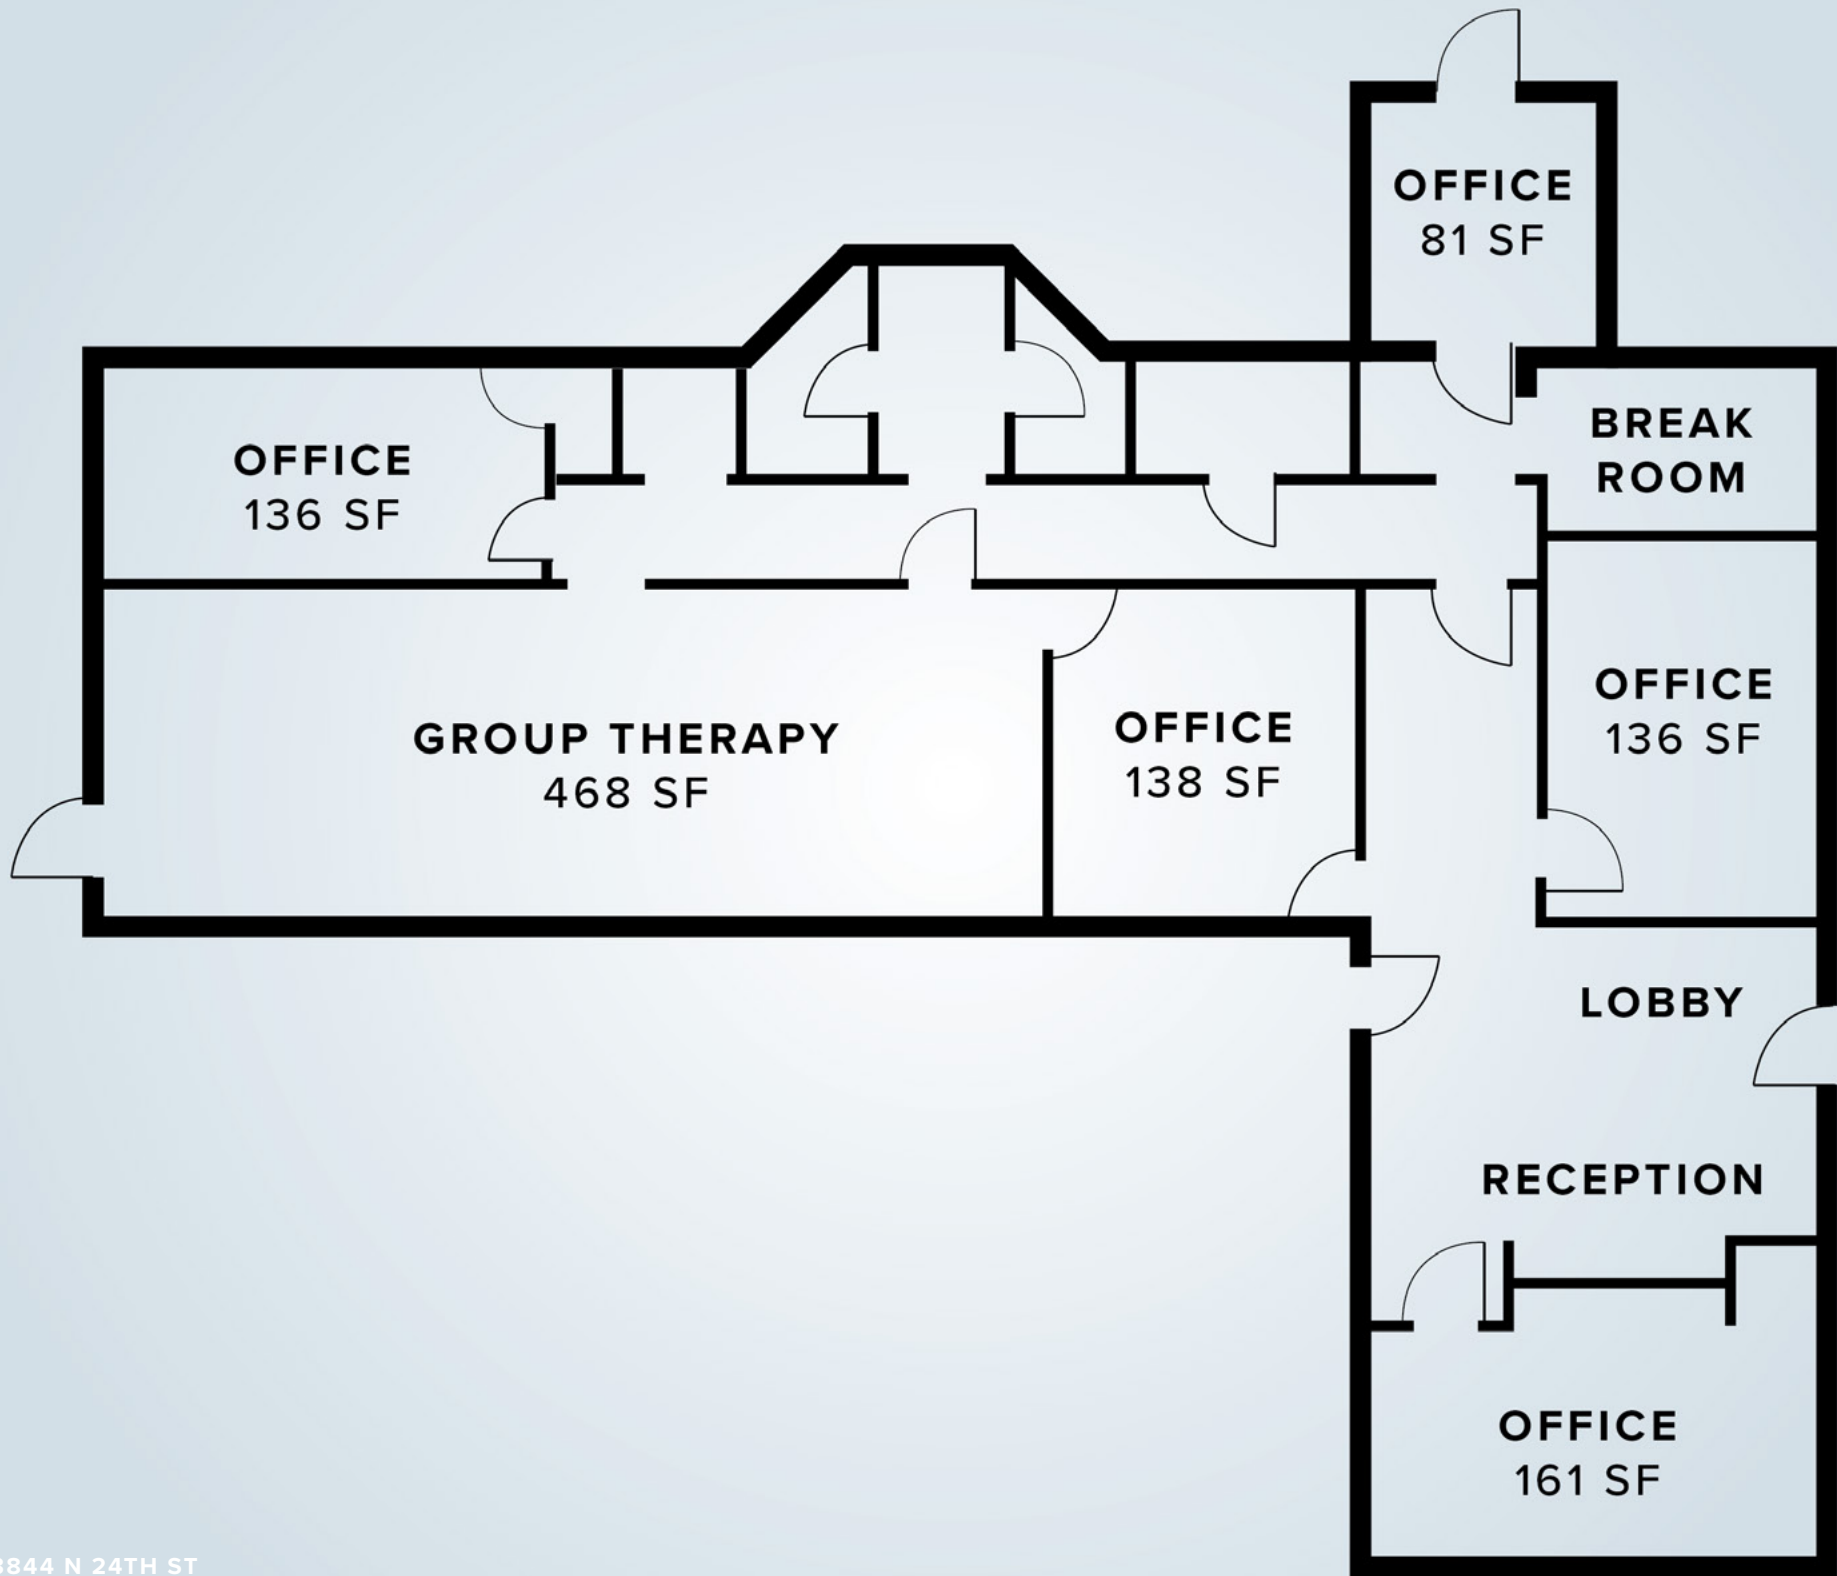 OFFICE
81 SF
BREAK
ROOM
OFFICE
136 SF
OFFICE
136 SF
GROUP THERAPY
468 SF
OFFICE
138 SF
LOBBY
RECEPTION
OFFICE
161 SF
844 N 24TH ST